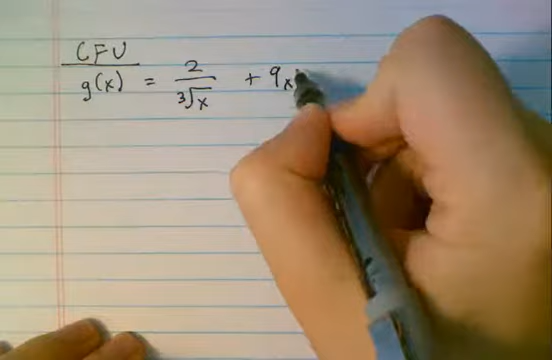 CFU
g(x) = 2/∛x + 9x